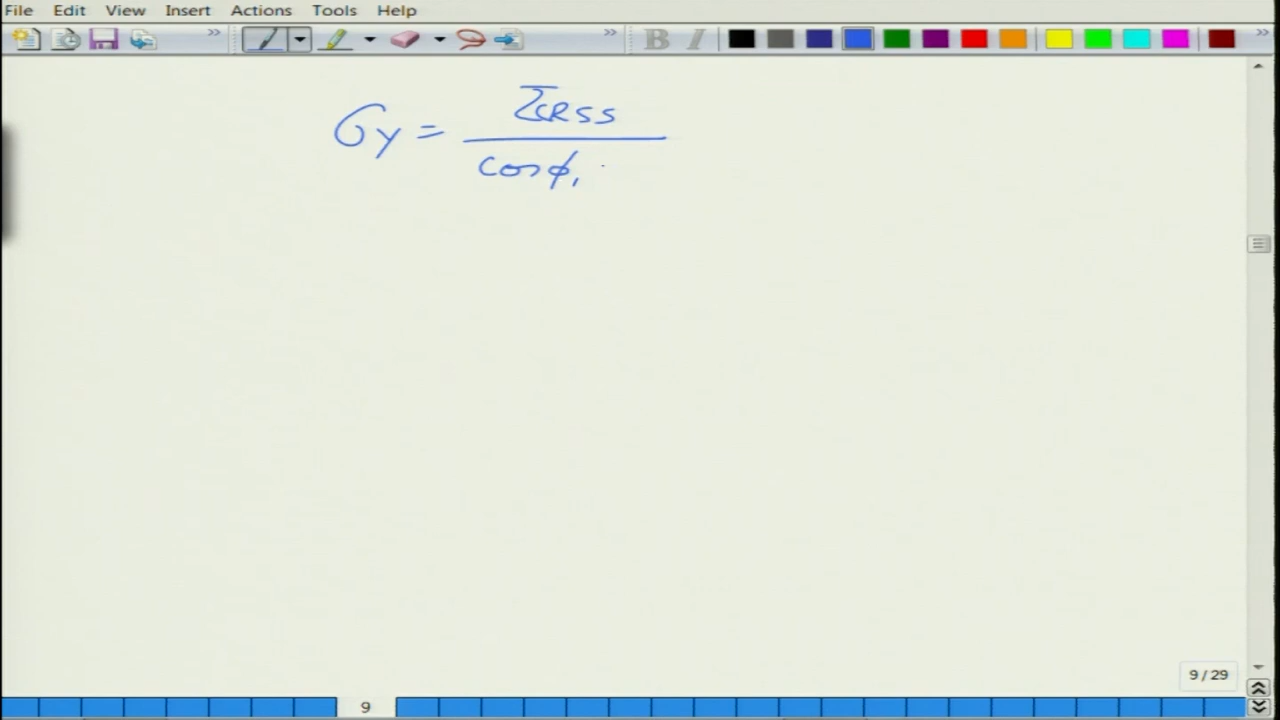 File Edit View Insert Actions Tools Help
B I
σy = τCRSS / cosφ,
9 / 29
9